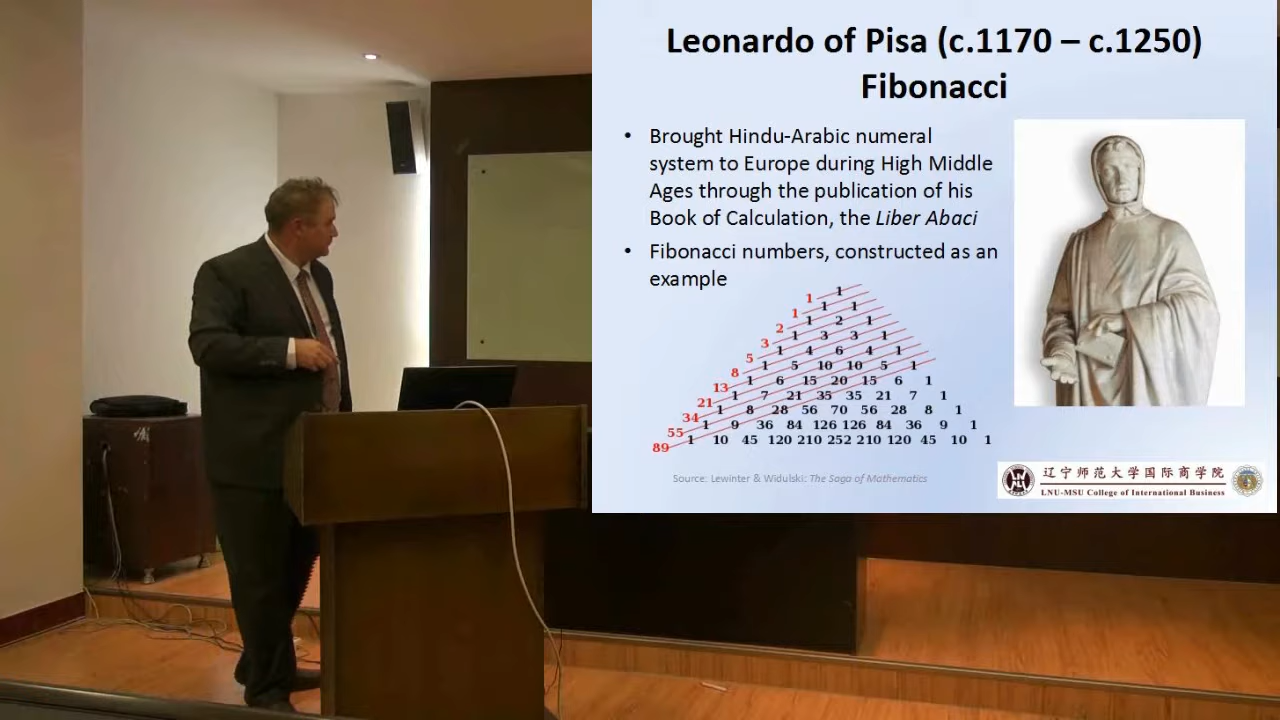 Leonardo of Pisa (c.1170 – c.1250)
Fibonacci
• Brought Hindu-Arabic numeral
system to Europe during High Middle
Ages through the publication of his
Book of Calculation, the Liber Abaci
• Fibonacci numbers, constructed as an
example
1 1
1 1 1
2 1 2 1
3 1 3 3 1
5 1 4 6 4 1
8 1 5 10 10 5 1
13 1 6 15 20 15 6 1
21 1 7 21 35 35 21 7 1
34 1 8 28 56 70 56 28 8 1
55 1 9 36 84 126 126 84 36 9 1
89 1 10 45 120 210 252 210 120 45 10 1
Source: Lewinter & Widulski: The Saga of Mathematics
辽宁师范大学国际商学院
LNU-MSU College of International Business